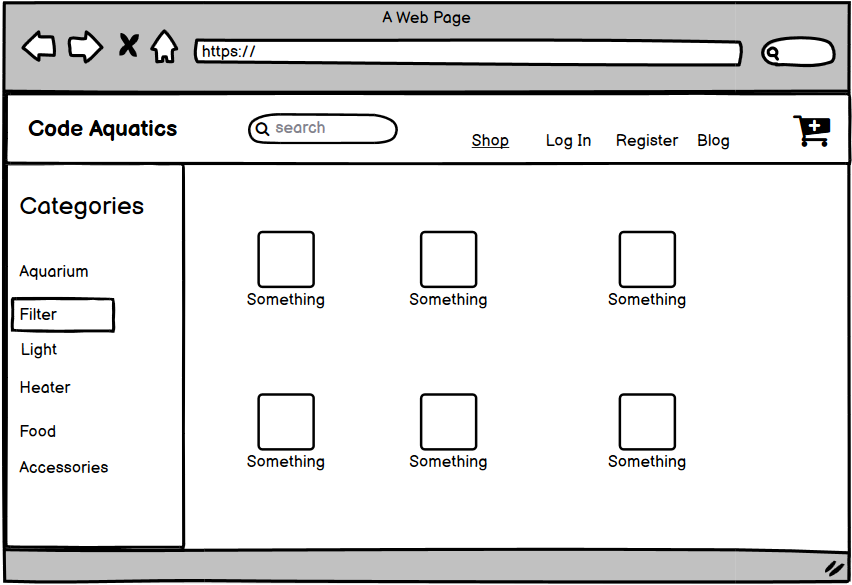 A Web Page
https://
Code Aquatics
search
Shop
Log In
Register
Blog
Categories
Aquarium
Filter
Light
Heater
Food
Accessories
Something
Something
Something
Something
Something
Something